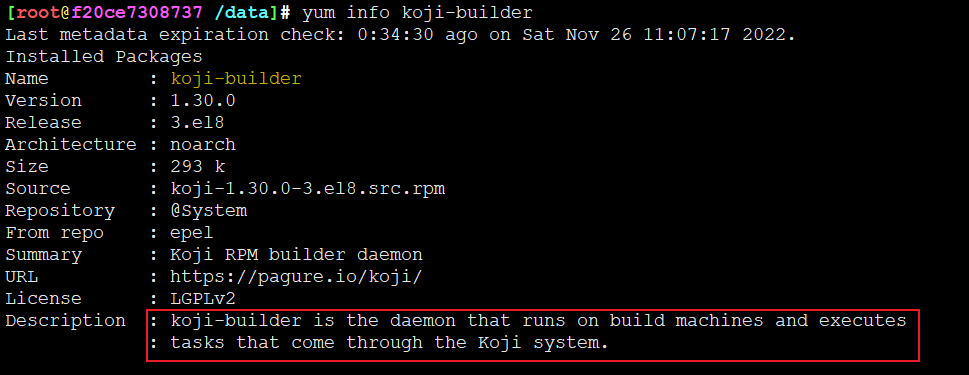 [root@f20ce7308737 /data]# yum info koji-builder
Last metadata expiration check: 0:34:30 ago on Sat Nov 26 11:07:17 2022.
Installed Packages
Name         : koji-builder
Version      : 1.30.0
Release      : 3.el8
Architecture : noarch
Size         : 293 k
Source       : koji-1.30.0-3.el8.src.rpm
Repository   : @System
From repo    : epel
Summary      : Koji RPM builder daemon
URL          : https://pagure.io/koji/
License      : LGPLv2
Description  : koji-builder is the daemon that runs on build machines and executes
             : tasks that come through the Koji system.